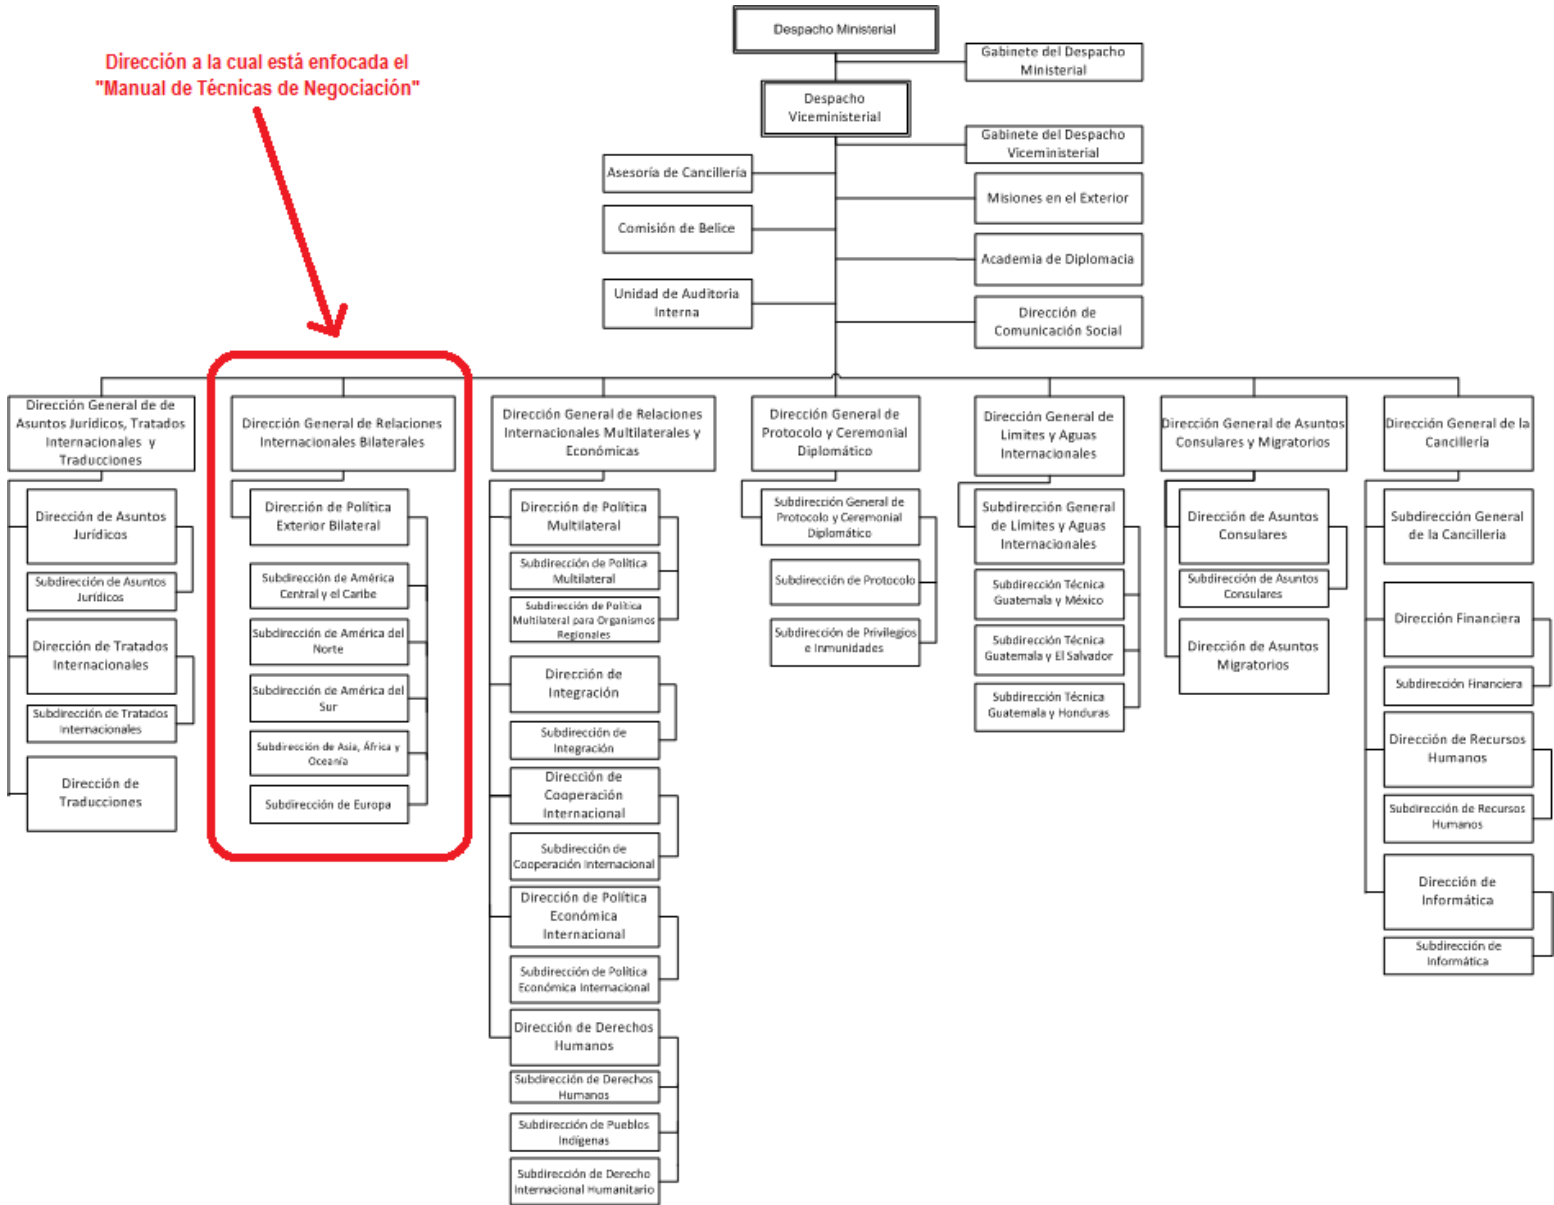 Dirección a la cual está enfocada el
"Manual de Técnicas de Negociación"
Despacho Ministerial
Gabinete del Despacho
Ministerial
Despacho
Viceministerial
Gabinete del Despacho
Viceministerial
Asesoría de Cancillería
Misiones en el Exterior
Comisión de Belice
Academia de Diplomacia
Unidad de Auditoria
Interna
Dirección de
Comunicación Social
Dirección General de de
Asuntos Jurídicos, Tratados
Internacionales y
Traducciones
Dirección de Asuntos
Jurídicos
Subdirección de Asuntos
Jurídicos
Dirección de Tratados
Internacionales
Subdirección de Tratados
Internacionales
Dirección de
Traducciones
Dirección General de Relaciones
Internacionales Bilaterales
Dirección de Política
Exterior Bilateral
Subdirección de América
Central y el Caribe
Subdirección de América del
Norte
Subdirección de América del
Sur
Subdirección de Asia, África y
Oceanía
Subdirección de Europa
Dirección General de Relaciones
Internacionales Multilaterales y
Económicas
Dirección de Política
Multilateral
Subdirección de Política
Multilateral
Subdirección de Política
Multilateral para Organismos
Regionales
Dirección de
Integración
Subdirección de
Integración
Dirección de
Cooperación
Internacional
Subdirección de
Cooperación Internacional
Dirección de Política
Económica
Internacional
Subdirección de Política
Económica Internacional
Dirección de Derechos
Humanos
Subdirección de Derechos
Humanos
Subdirección de Pueblos
Indígenas
Subdirección de Derecho
Internacional Humanitario
Dirección General de
Protocolo y Ceremonial
Diplomático
Subdirección General de
Protocolo y Ceremonial
Diplomático
Subdirección de Protocolo
Subdirección de Privilegios
e Inmunidades
Dirección General de
Límites y Aguas
Internacionales
Subdirección General
de Límites y Aguas
Internacionales
Subdirección Técnica
Guatemala y México
Subdirección Técnica
Guatemala y El Salvador
Subdirección Técnica
Guatemala y Honduras
Dirección General de Asuntos
Consulares y Migratorios
Dirección de Asuntos
Consulares
Subdirección de Asuntos
Consulares
Dirección de Asuntos
Migratorios
Dirección General de la
Cancillería
Subdirección General
de la Cancillería
Dirección Financiera
Subdirección Financiera
Dirección de Recursos
Humanos
Subdirección de Recursos
Humanos
Dirección de
Informática
Subdirección de
Informática